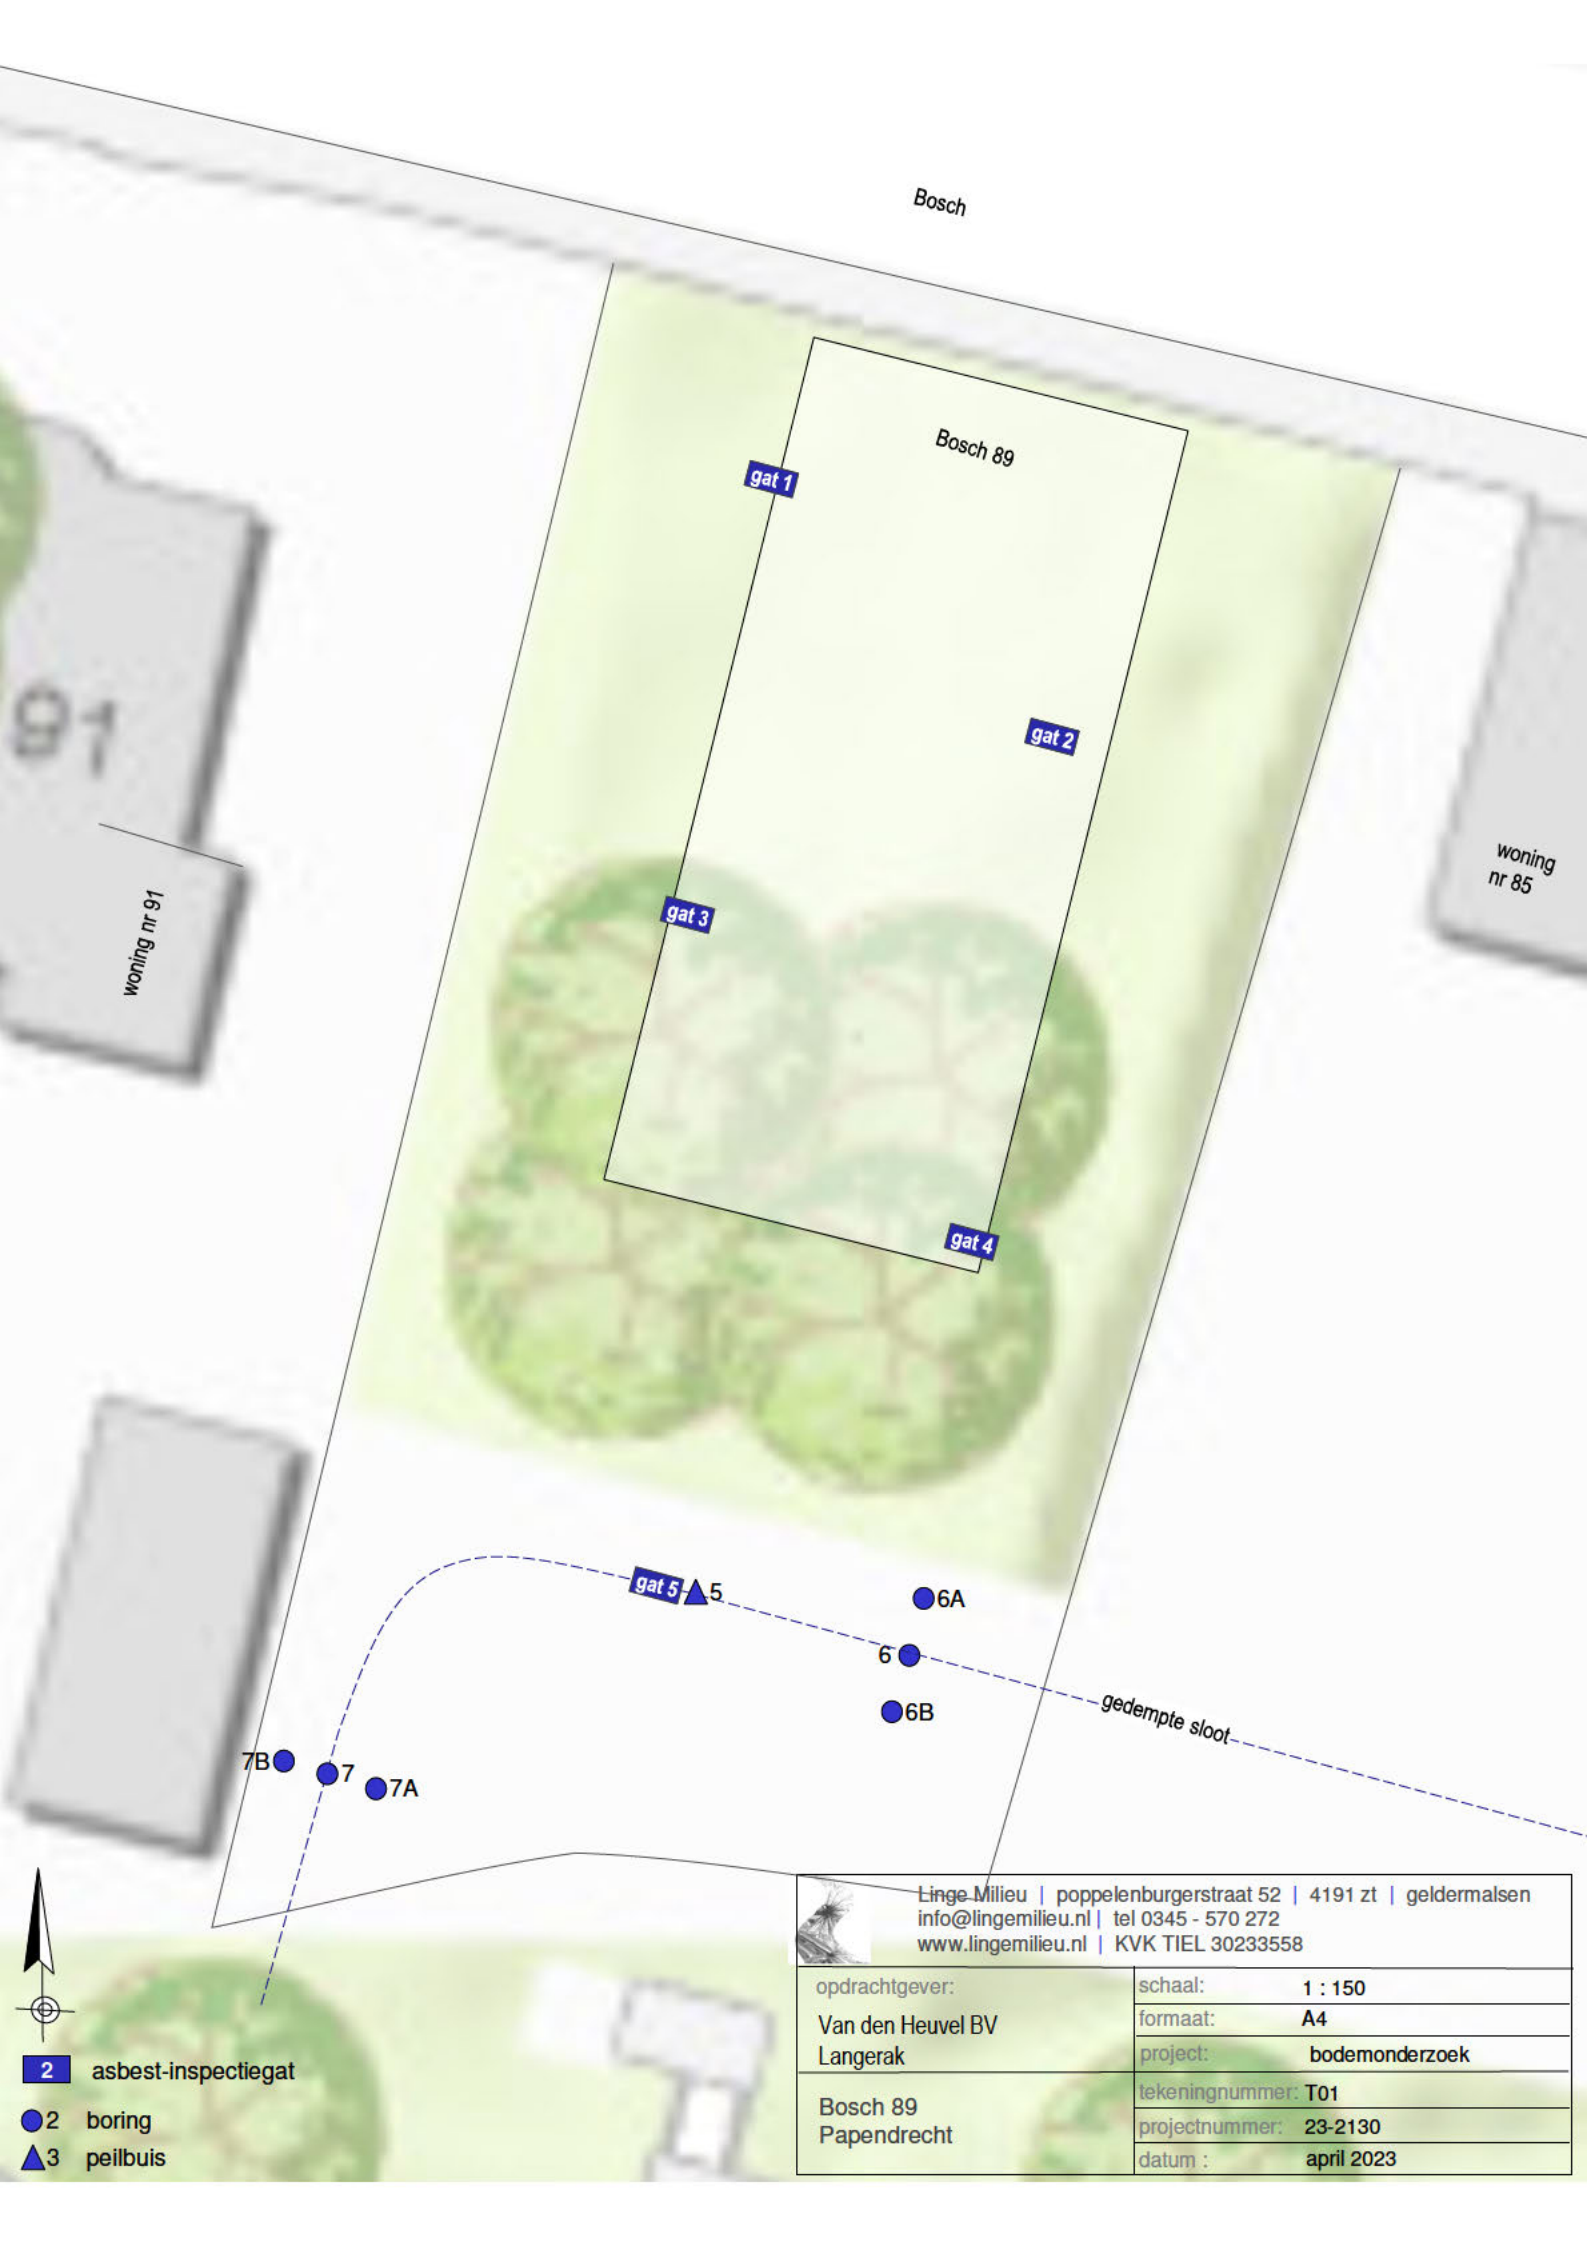 Bosch
Bosch 89
gat 1
gat 2
91
woning
nr 85
gat 3
woning nr 91
gat 4
gat 5
5
6A
6
6B
gedempte sloot
7B
7
7A
Linge Milieu | poppelenburgerstraat 52 | 4191 zt | geldermalsen
info@lingemilieu.nl | tel 0345 - 570 272
www.lingemilieu.nl | KVK TIEL 30233558
opdrachtgever:
Van den Heuvel BV
Langerak
Bosch 89
Papendrecht
schaal: 1 : 150
formaat: A4
project: bodemonderzoek
tekeningnummer: T01
projectnummer: 23-2130
datum : april 2023
2 asbest-inspectiegat
2 boring
3 peilbuis